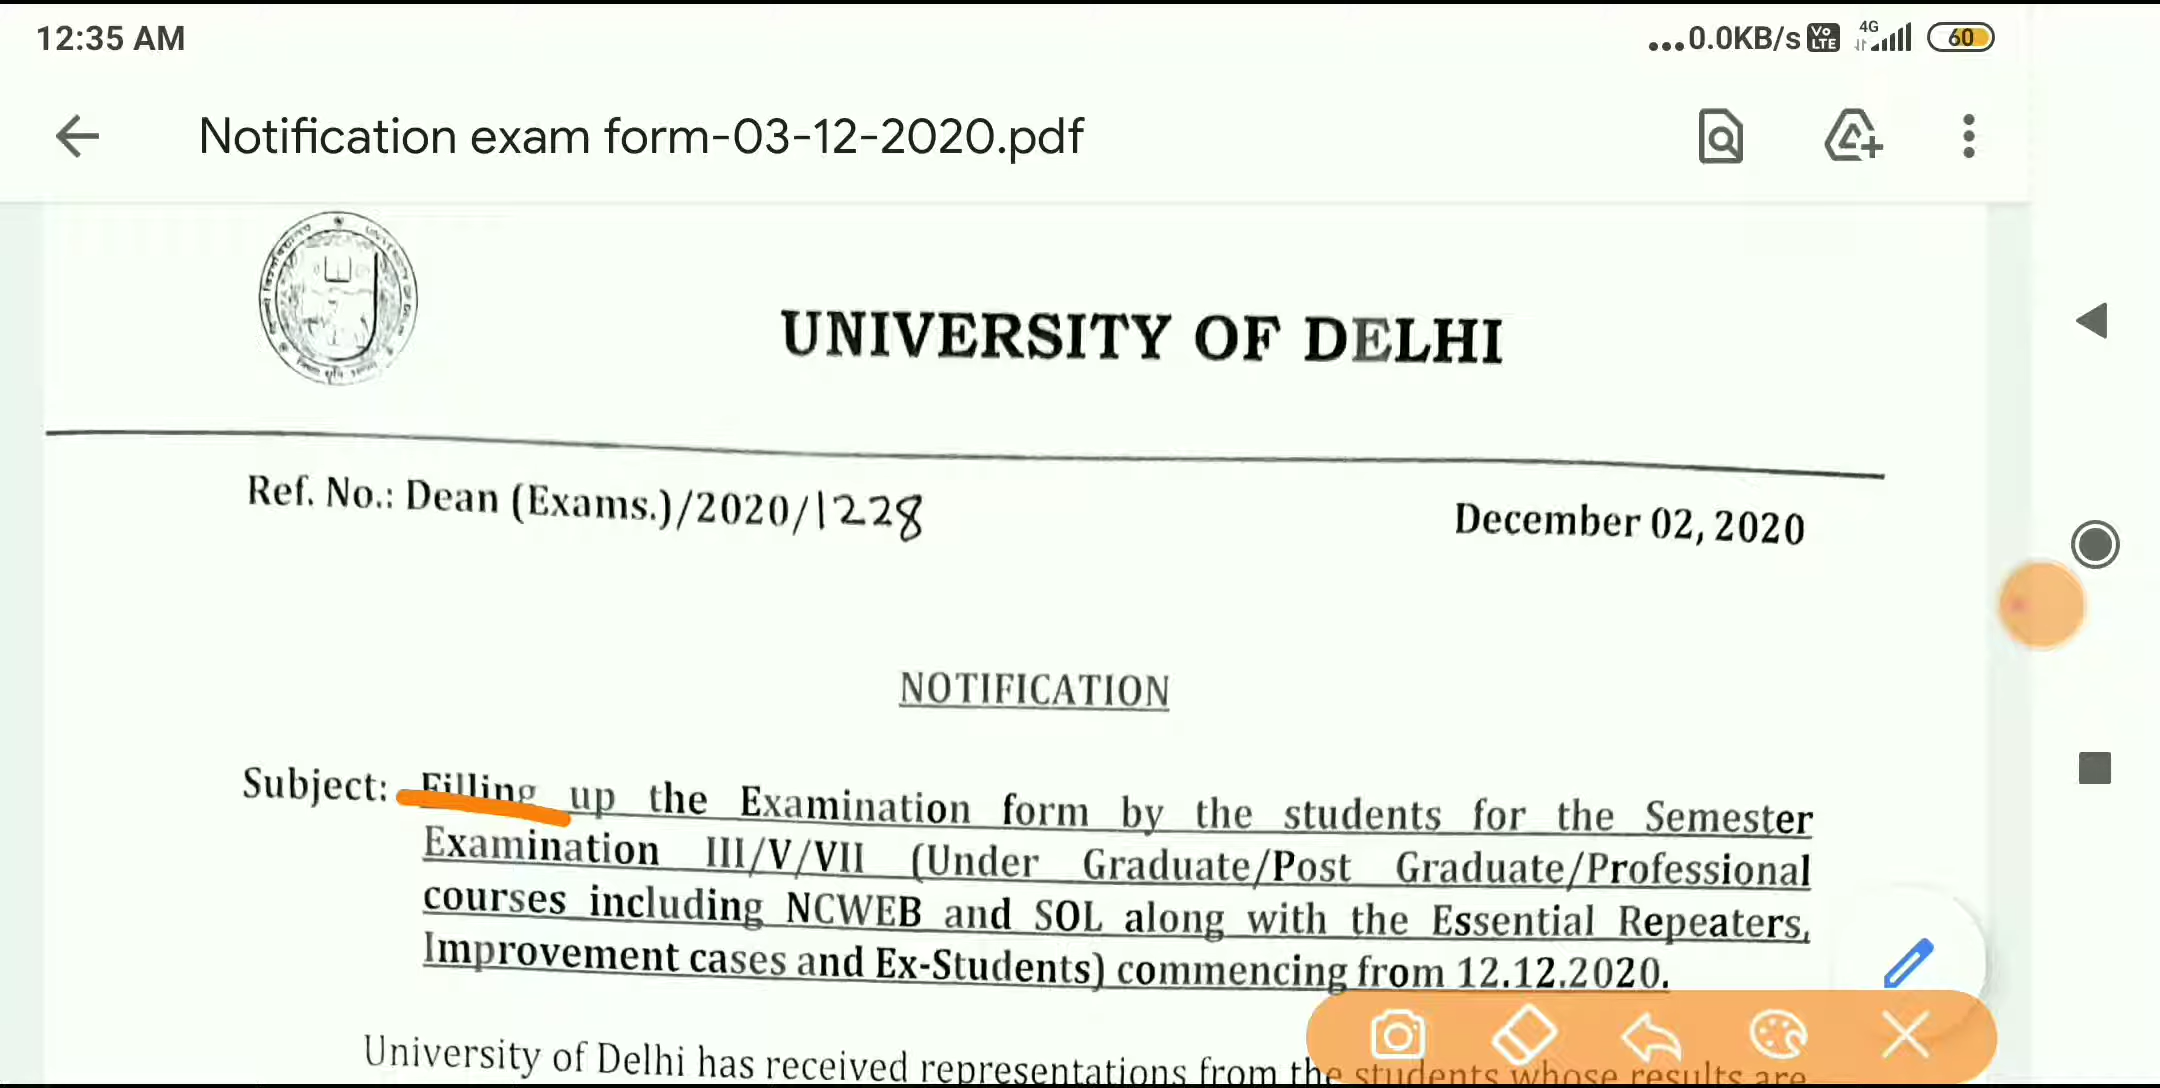 12:35 AM
...0.0KB/s Vo LTE 4G 60
Notification exam form-03-12-2020.pdf
UNIVERSITY OF DELHI
Ref. No.: Dean (Exams.)/2020/1228 December 02, 2020
NOTIFICATION
Subject: Filling up the Examination form by the students for the Semester
Examination III/V/VII (Under Graduate/Post Graduate/Professional
courses including NCWEB and SOL along with the Essential Repeaters,
Improvement cases and Ex-Students) commencing from 12.12.2020.
University of Delhi has received representations from the students whose results are